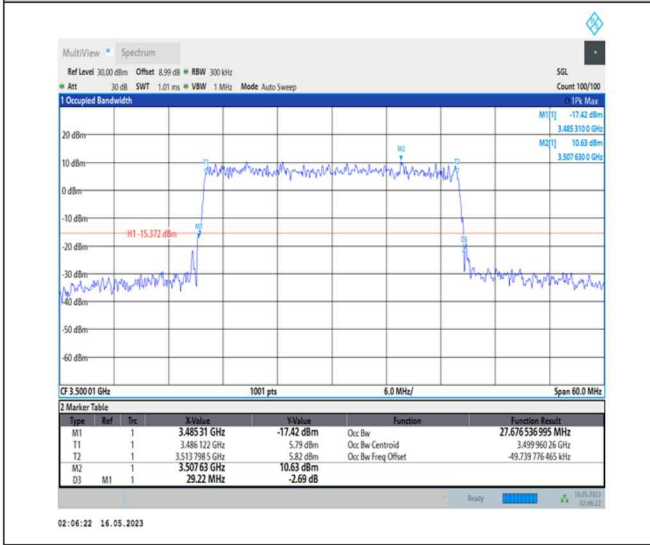 MultiView Spectrum
Ref Level 30.00 dBm Offset 8.99 dB RBW 300 kHz SGL
Att 30 dB SWT 1.01 ms VBW 1 MHz Mode Auto Sweep Count 100/100
1 Occupied Bandwidth 1Pk Max
M1[1] -17.42 dBm
3.485 310 0 GHz
20 dBm
M2[1] 10.63 dBm
3.507 630 0 GHz
M2
T1 T2
10 dBm
0 dBm
-10 dBm
M1
H1 -15.372 dBm
D3
-20 dBm
-30 dBm
-40 dBm
-50 dBm
-60 dBm
CF 3.500 01 GHz 1001 pts 6.0 MHz/ Span 60.0 MHz
2 Marker Table
Type Ref Trc X-Value Y-Value Function Function Result
M1 1 3.485 31 GHz -17.42 dBm Occ Bw 27.676 536 995 MHz
T1 1 3.486 122 GHz 5.79 dBm Occ Bw Centroid 3.499 960 26 GHz
T2 1 3.513 798 5 GHz 5.82 dBm Occ Bw Freq Offset -49.739 776 465 kHz
M2 1 3.507 63 GHz 10.63 dBm
D3 M1 1 29.22 MHz -2.69 dB
Ready 16.05.2023
02:06:22
02:06:22 16.05.2023